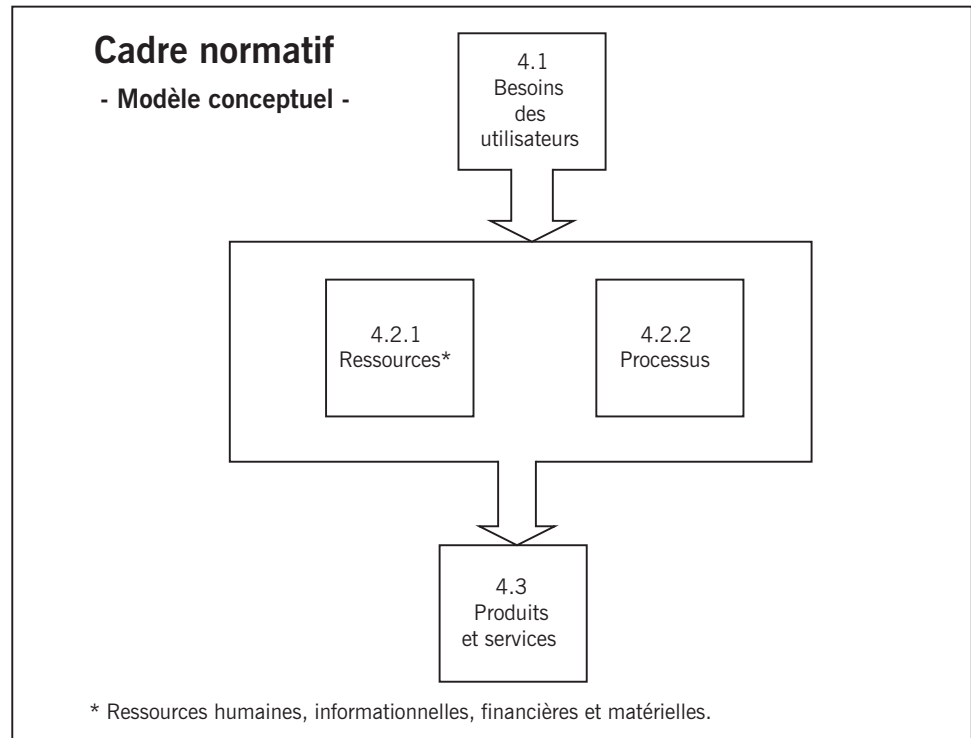 Cadre normatif
- Modèle conceptuel -
4.1
Besoins
des
utilisateurs
4.2.1
Ressources*
4.2.2
Processus
4.3
Produits
et services
* Ressources humaines, informationnelles, financières et matérielles.